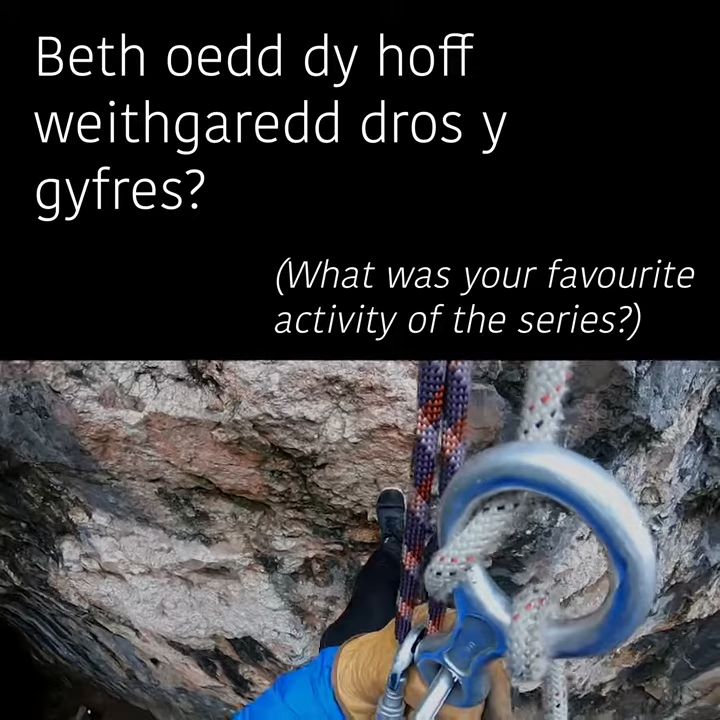 Beth oedd dy hoff
weithgaredd dros y
gyfres?
(What was your favourite
activity of the series?)